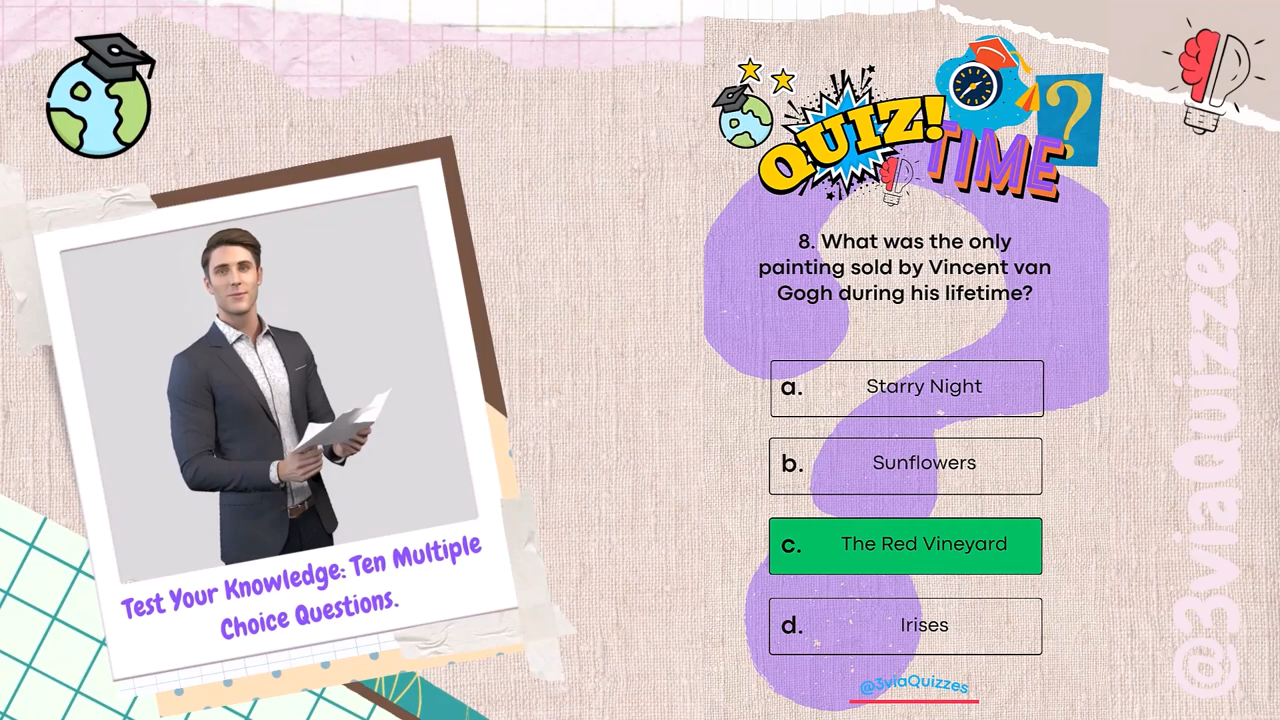 QUIZ!
TIME
?
8. What was the only
painting sold by Vincent van
Gogh during his lifetime?
a. Starry Night
b. Sunflowers
c. The Red Vineyard
d. Irises
@3viaQuizzes
Test Your Knowledge: Ten Multiple
Choice Questions.
@3viaQuizzes